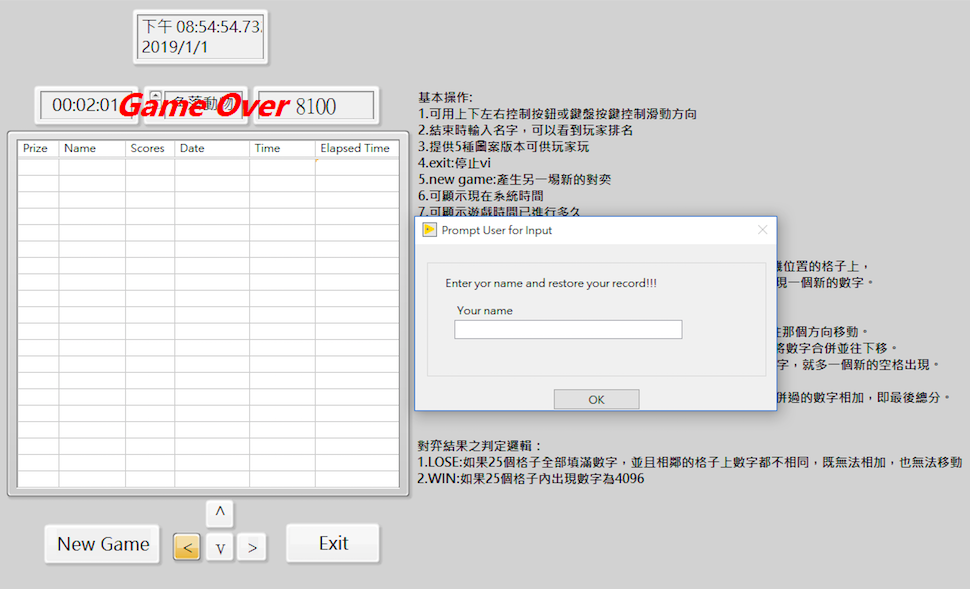 下午 08:54:54.73
2019/1/1
00:02:01
Game Over
8100
Prize Name Scores Date Time Elapsed Time
New Game
^
<
v
>
Exit
基本操作:
1.可用上下左右控制按鈕或鍵盤按鍵控制滑動方向
2.結束時輸入名字，可以看到玩家排名
3.提供5種圖案版本可供玩家玩
4.exit:停止vi
5.new game:產生另一場新的對奕
6.可顯示現在系統時間
7.可顯示遊戲時間已進行多久
Prompt User for Input
Enter yor name and restore your record!!!
Your name
OK
位置的格子上，
現一個新的數字。
那個方向移動。
將數字合併並往下移。
字，就多一個新的空格出現。
併過的數字相加，即最後總分。
對弈結果之判定邏輯：
1.LOSE:如果25個格子全部填滿數字，並且相鄰的格子上數字都不相同，既無法相加，也無法移動
2.WIN:如果25個格子內出現數字為4096